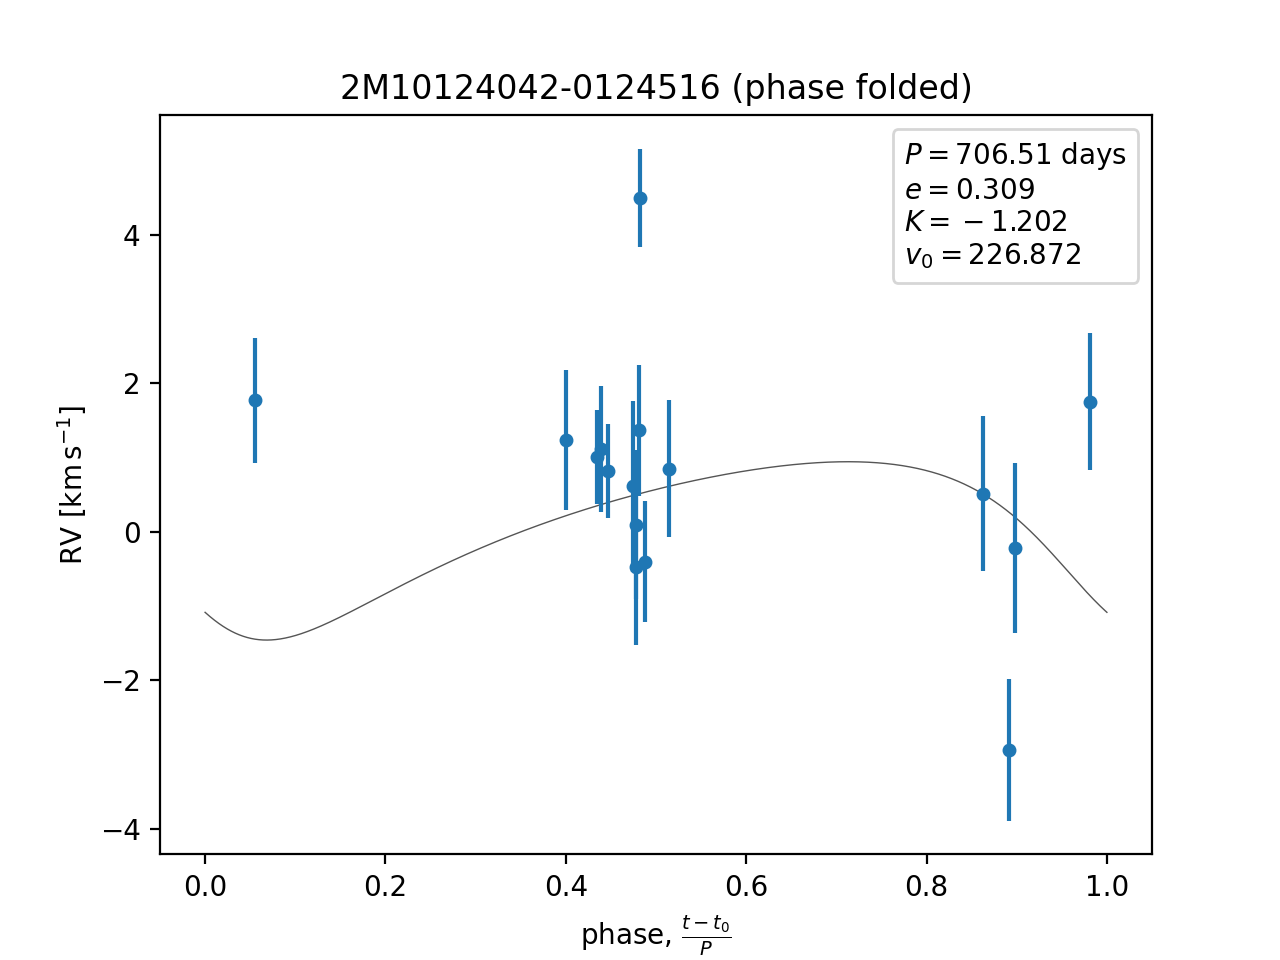 2M10124042-0124516 (phase folded)
P = 706.51 days
e = 0.309
K = −1.202
v₀ = 226.872
4
2
0
−2
−4
RV [km s⁻¹]
0.0 0.2 0.4 0.6 0.8 1.0
phase, (t − t₀)/P